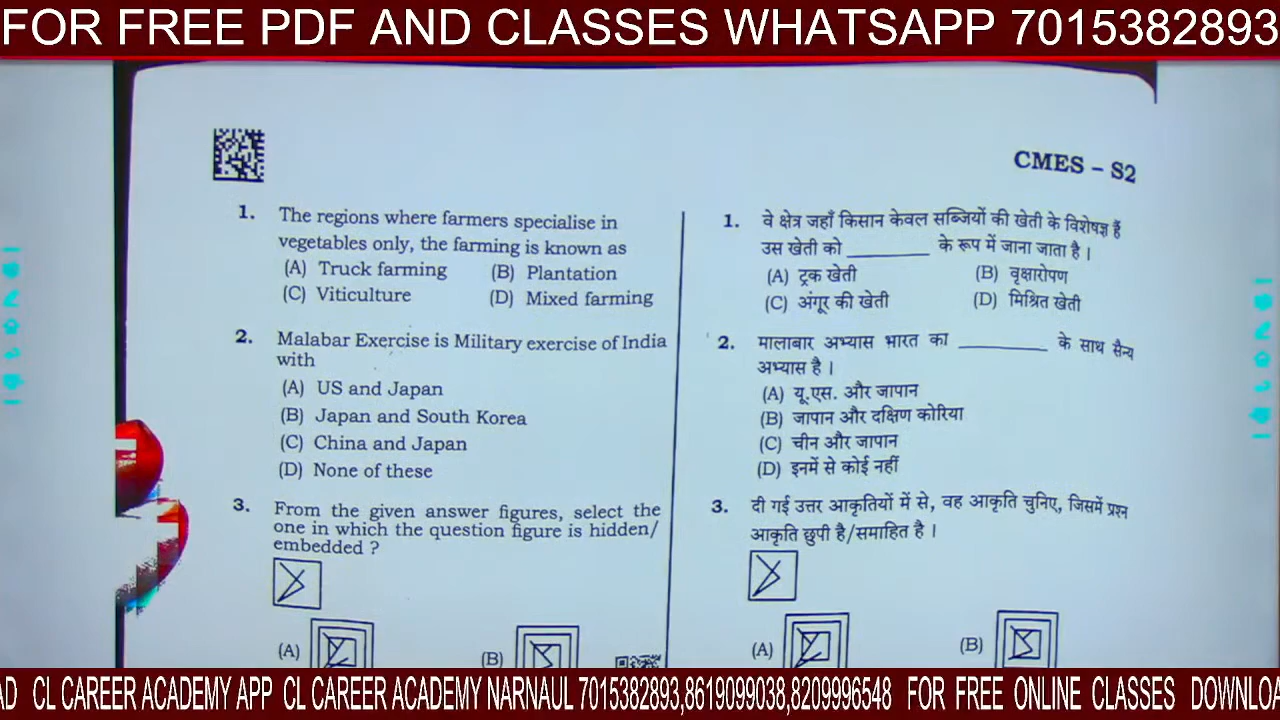 FOR FREE PDF AND CLASSES WHATSAPP 7015382893
CMES – S2
1. The regions where farmers specialise in
vegetables only, the farming is known as
(A) Truck farming (B) Plantation
(C) Viticulture (D) Mixed farming
2. Malabar Exercise is Military exercise of India
with
(A) US and Japan
(B) Japan and South Korea
(C) China and Japan
(D) None of these
3. From the given answer figures, select the
one in which the question figure is hidden/
embedded ?
(A) (B)
1. वे क्षेत्र जहाँ किसान केवल सब्जियों की खेती के विशेषज्ञ हैं
उस खेती को ________ के रूप में जाना जाता है ।
(A) ट्रक खेती (B) वृक्षारोपण
(C) अंगूर की खेती (D) मिश्रित खेती
2. मालाबार अभ्यास भारत का ________ के साथ सैन्य
अभ्यास है ।
(A) यू.एस. और जापान
(B) जापान और दक्षिण कोरिया
(C) चीन और जापान
(D) इनमें से कोई नहीं
3. दी गई उत्तर आकृतियों में से, वह आकृति चुनिए, जिसमें प्रश्न
आकृति छुपी है/समाहित है ।
(A) (B)
CL CAREER ACADEMY APP CL CAREER ACADEMY NARNAUL 7015382893,8619099038,8209996548 FOR FREE ONLINE CLASSES